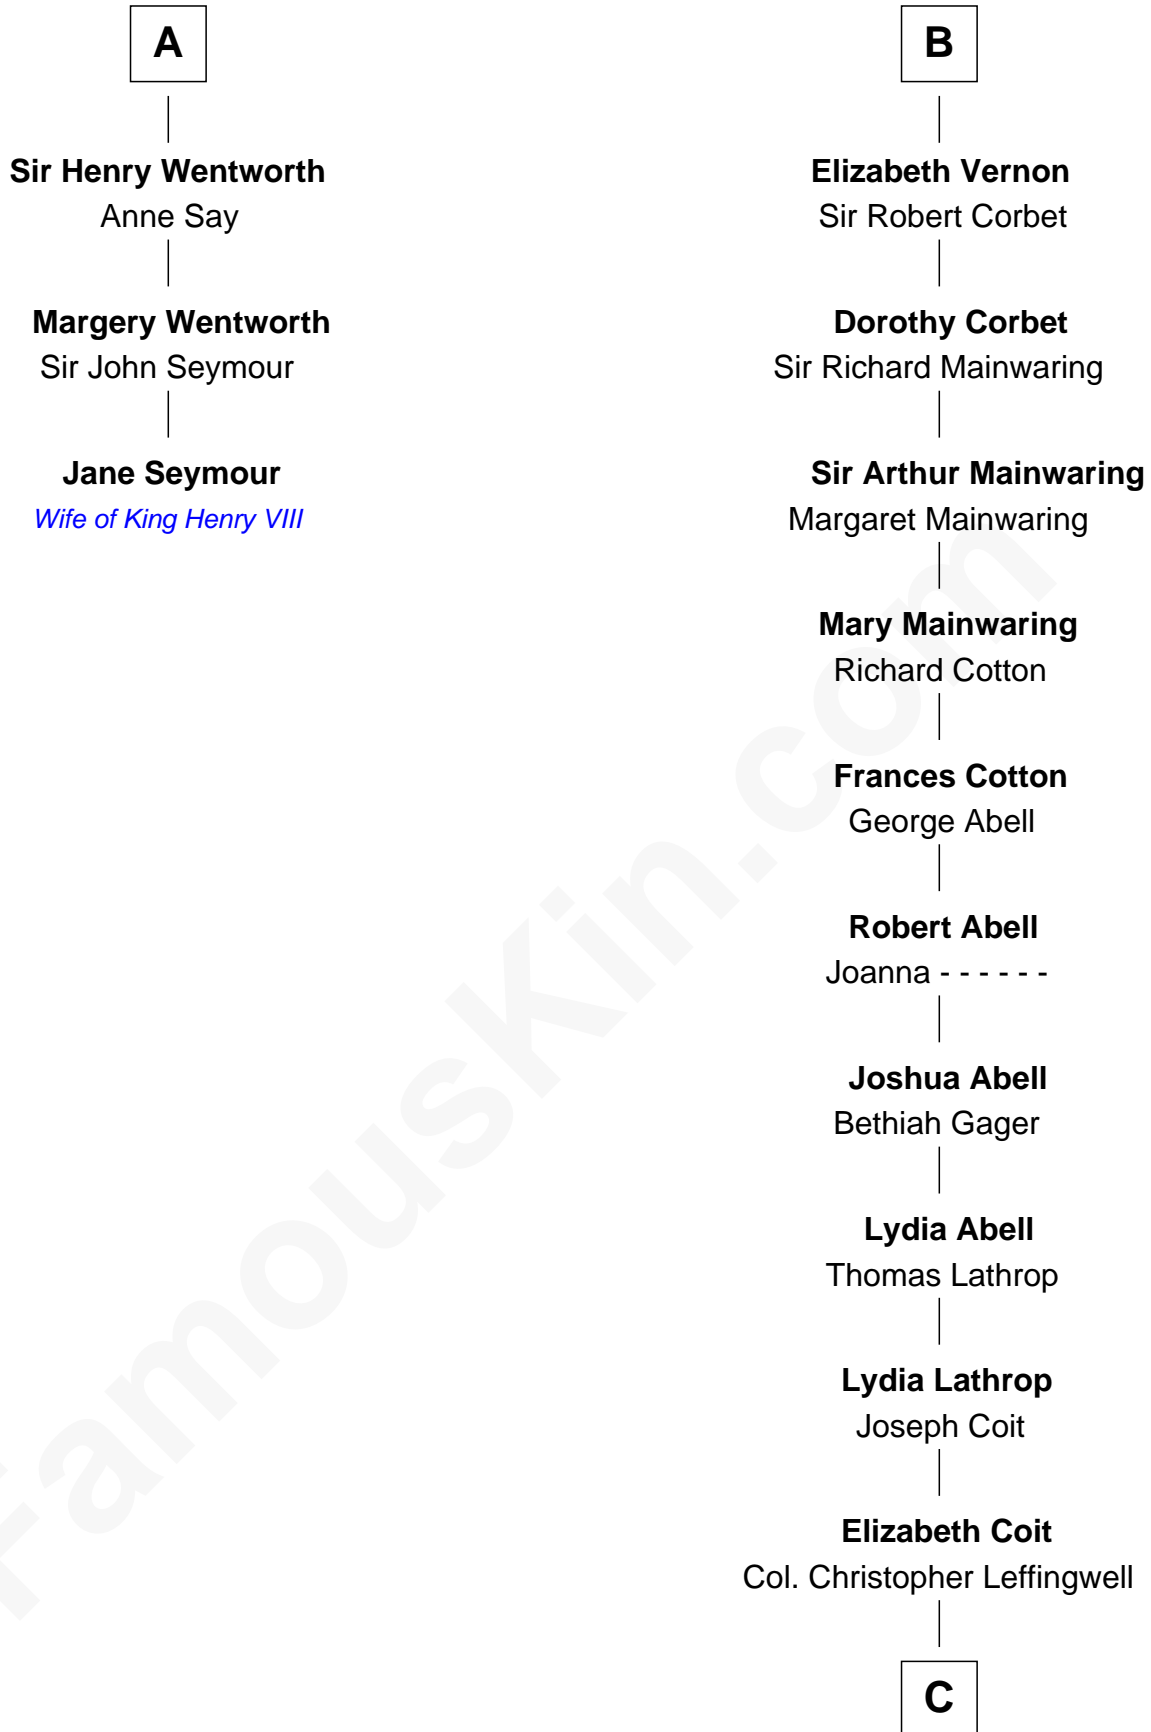 A
Sir Henry Wentworth
Anne Say
Margery Wentworth
Sir John Seymour
Jane Seymour
Wife of King Henry VIII
B
Elizabeth Vernon
Sir Robert Corbet
Dorothy Corbet
Sir Richard Mainwaring
Sir Arthur Mainwaring
Margaret Mainwaring
Mary Mainwaring
Richard Cotton
Frances Cotton
George Abell
Robert Abell
Joanna - - - - - -
Joshua Abell
Bethiah Gager
Lydia Abell
Thomas Lathrop
Lydia Lathrop
Joseph Coit
Elizabeth Coit
Col. Christopher Leffingwell
C
FamousKin.com